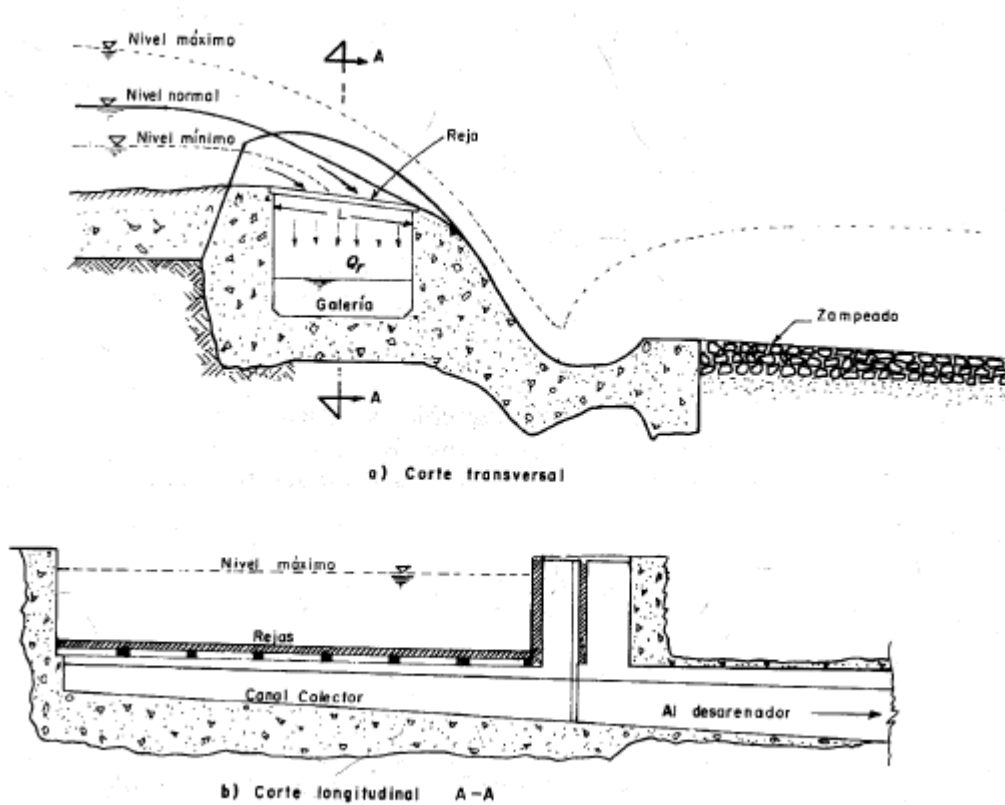 Nivel máximo
A
Nivel normal
Nivel mínimo
Reja
L
Qr
Galería
Zampeado
A
a) Corte transversal
Nivel máximo
Rejas
Canal Colector
Al desarenador
b) Corte longitudinal A-A